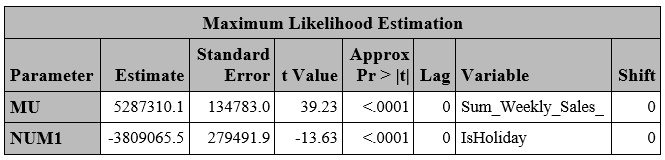 Maximum Likelihood Estimation
Parameter Estimate Standard Error t Value Approx Pr > |t| Lag Variable Shift
MU 5287310.1 134783.0 39.23 <.0001 0 Sum_Weekly_Sales_ 0
NUM1 -3809065.5 279491.9 -13.63 <.0001 0 IsHoliday 0